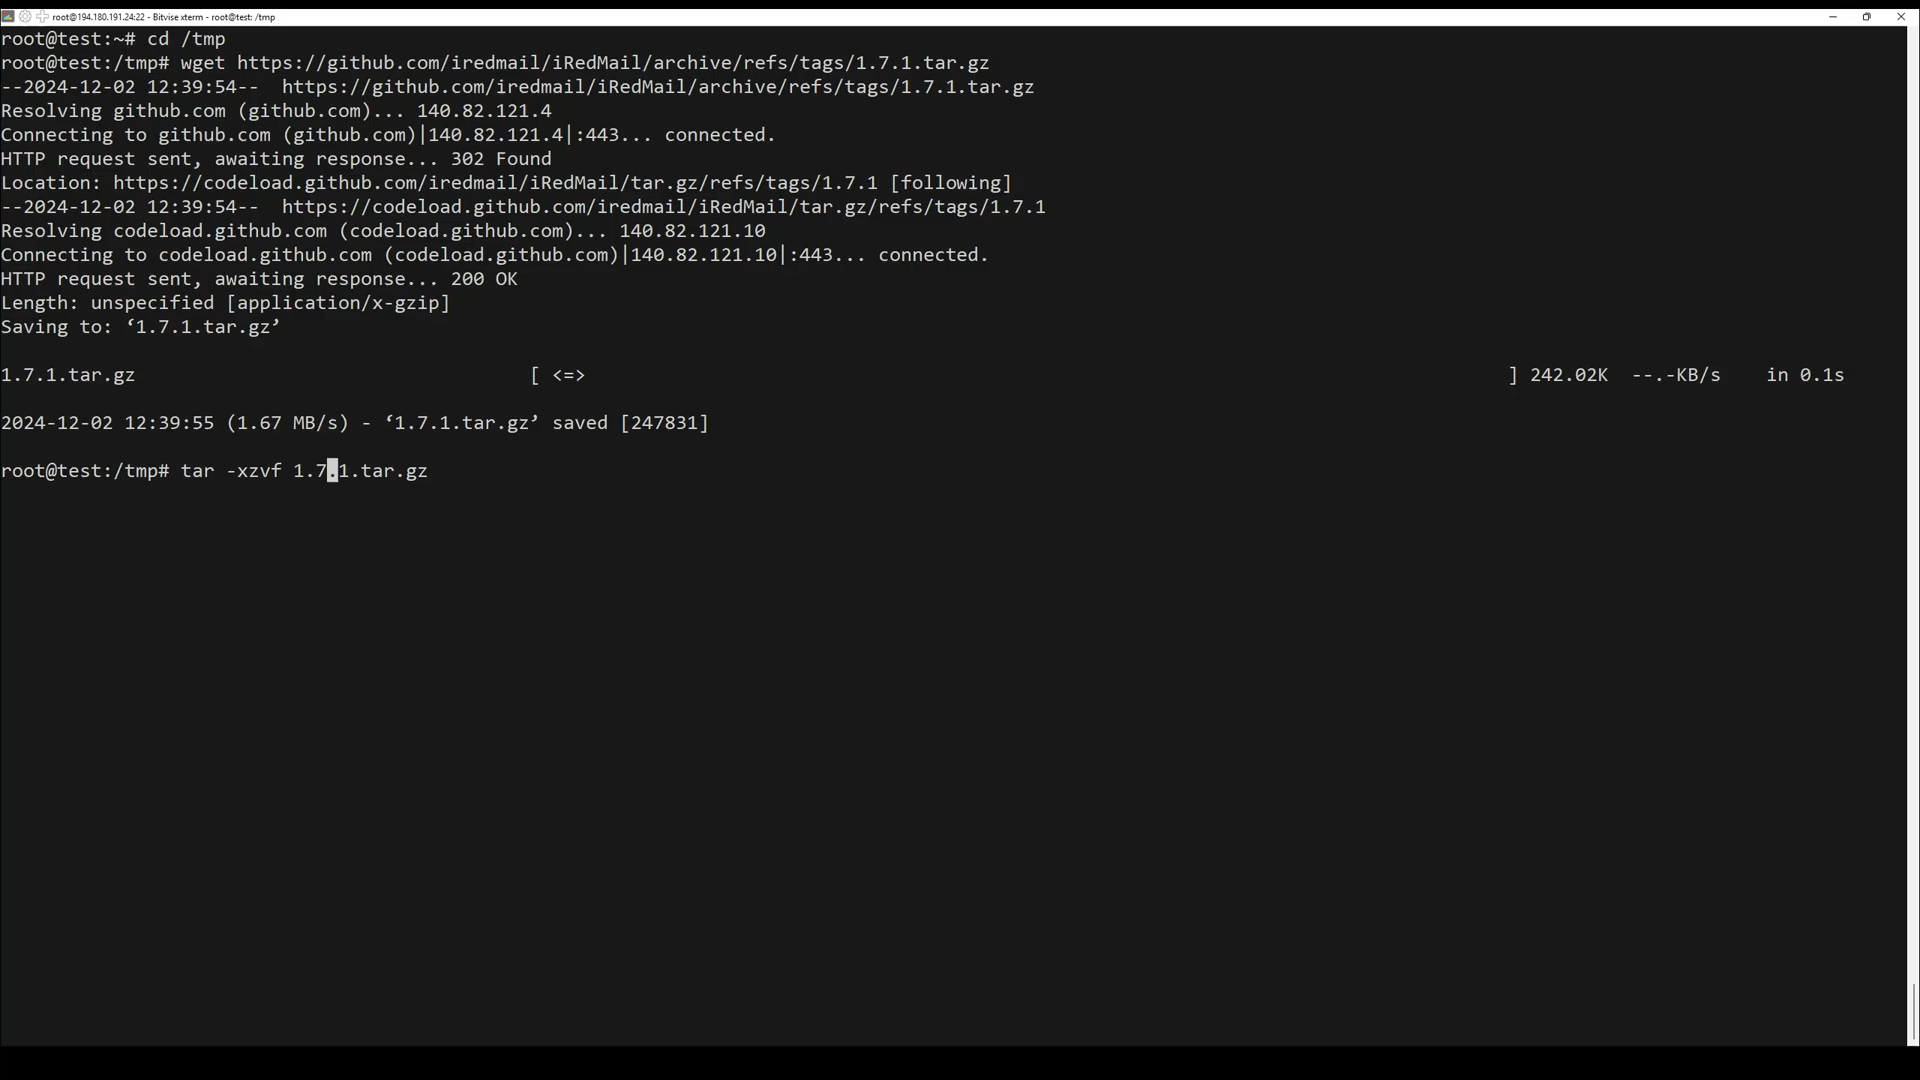 root@194.180.191.24:22 - Bitvise xterm - root@test: /tmp
root@test:~# cd /tmp
root@test:/tmp# wget https://github.com/iredmail/iRedMail/archive/refs/tags/1.7.1.tar.gz
--2024-12-02 12:39:54--  https://github.com/iredmail/iRedMail/archive/refs/tags/1.7.1.tar.gz
Resolving github.com (github.com)... 140.82.121.4
Connecting to github.com (github.com)|140.82.121.4|:443... connected.
HTTP request sent, awaiting response... 302 Found
Location: https://codeload.github.com/iredmail/iRedMail/tar.gz/refs/tags/1.7.1 [following]
--2024-12-02 12:39:54--  https://codeload.github.com/iredmail/iRedMail/tar.gz/refs/tags/1.7.1
Resolving codeload.github.com (codeload.github.com)... 140.82.121.10
Connecting to codeload.github.com (codeload.github.com)|140.82.121.10|:443... connected.
HTTP request sent, awaiting response... 200 OK
Length: unspecified [application/x-gzip]
Saving to: ‘1.7.1.tar.gz’
1.7.1.tar.gz [ <=> ] 242.02K --.-KB/s in 0.1s
2024-12-02 12:39:55 (1.67 MB/s) - ‘1.7.1.tar.gz’ saved [247831]
root@test:/tmp# tar -xzvf 1.7.1.tar.gz